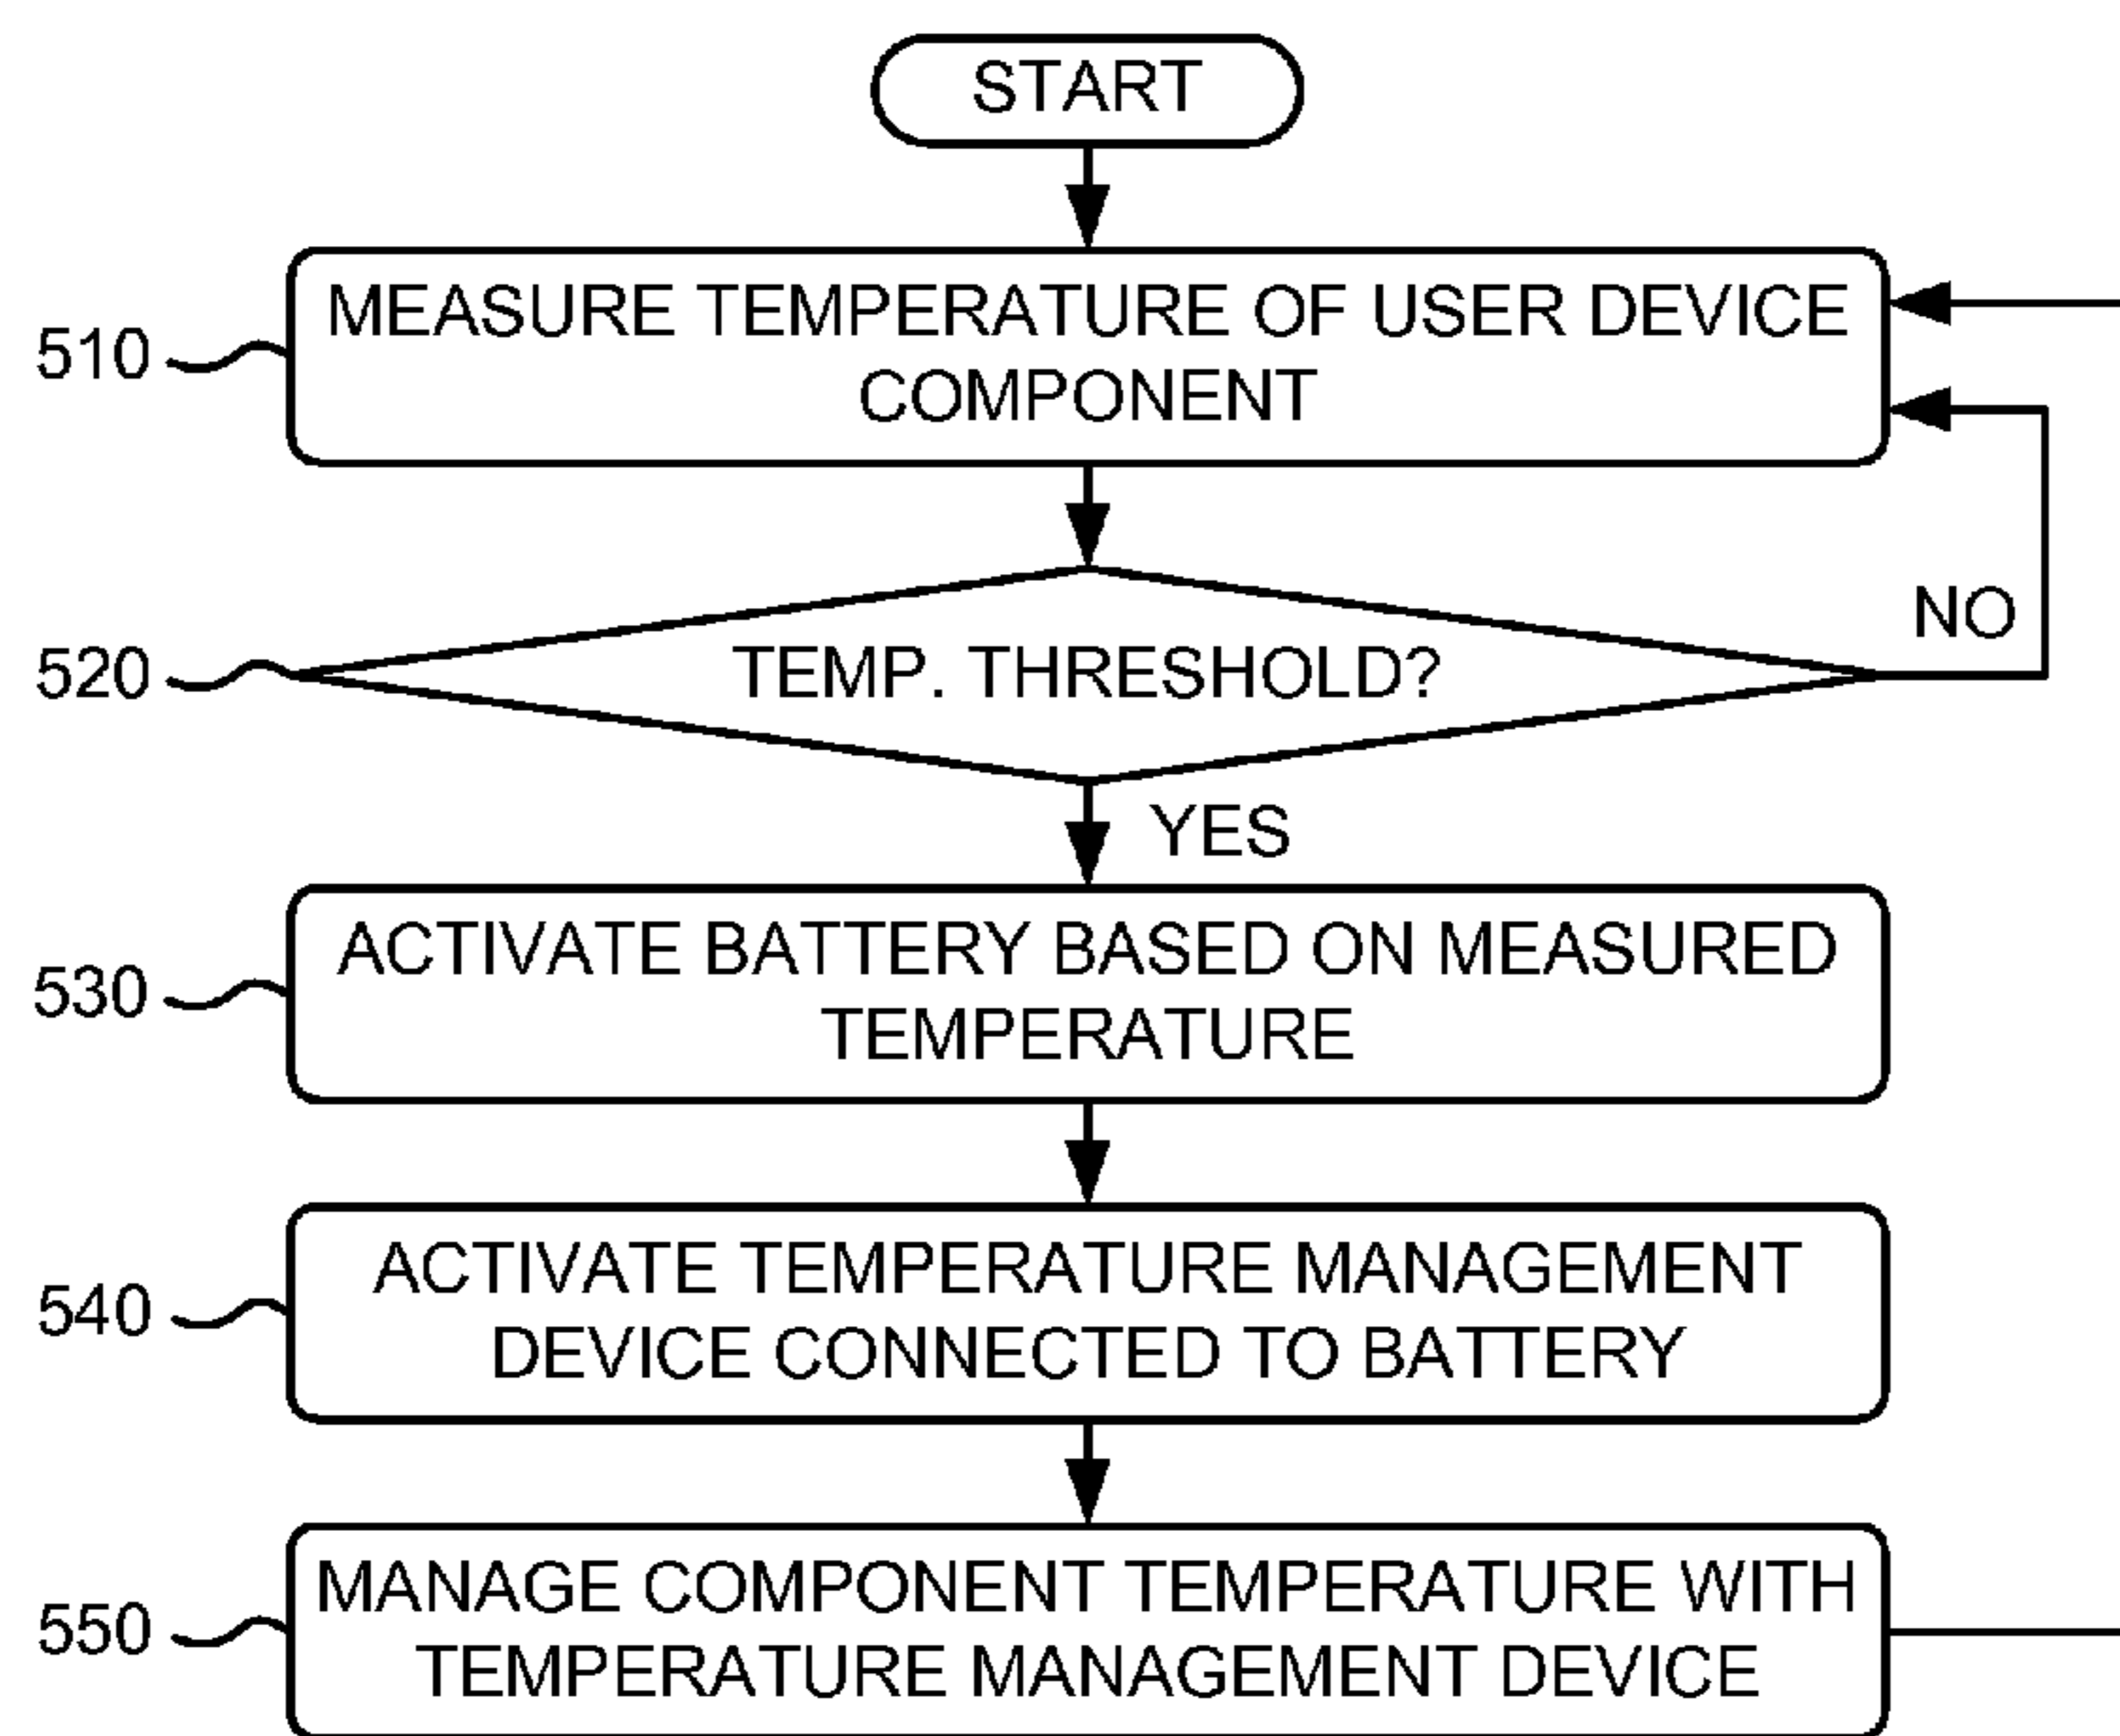 START
MEASURE TEMPERATURE OF USER DEVICE
COMPONENT
510
TEMP. THRESHOLD?
520
NO
YES
ACTIVATE BATTERY BASED ON MEASURED
TEMPERATURE
530
ACTIVATE TEMPERATURE MANAGEMENT
DEVICE CONNECTED TO BATTERY
540
MANAGE COMPONENT TEMPERATURE WITH
TEMPERATURE MANAGEMENT DEVICE
550